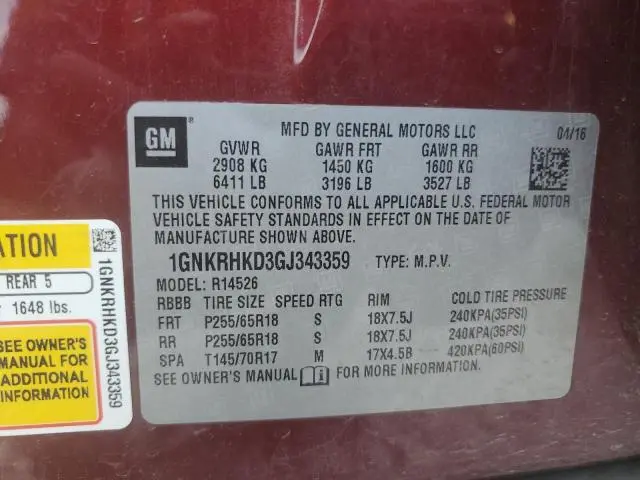 GM
MFD BY GENERAL MOTORS LLC 04/16
GVWR GAWR FRT GAWR RR
2908 KG 1450 KG 1600 KG
6411 LB 3196 LB 3527 LB
THIS VEHICLE CONFORMS TO ALL APPLICABLE U.S. FEDERAL MOTOR
VEHICLE SAFETY STANDARDS IN EFFECT ON THE DATE OF
MANUFACTURE SHOWN ABOVE.
1GNKRHKD3GJ343359 TYPE: M.P.V.
MODEL: R14526
RBBB TIRE SIZE SPEED RTG RIM COLD TIRE PRESSURE
FRT P255/65R18 S 18X7.5J 240KPA(35PSI)
RR P255/65R18 S 18X7.5J 240KPA(35PSI)
SPA T145/70R17 M 17X4.5B 420KPA(60PSI)
SEE OWNER'S MANUAL i FOR MORE INFORMATION.
ATION
REAR 5
1648 lbs.
SEE OWNER'S
MANUAL FOR
ADDITIONAL
INFORMATION
1GNKRHKD3GJ343359